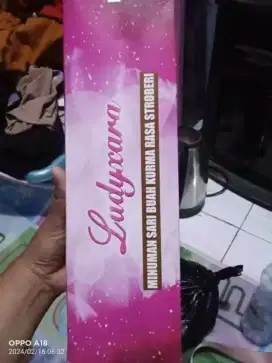 Ludyxara
MINUMAN SARI BUAH KURMA RASA STROBERI
OPPO A18
2024/02/16 06:32